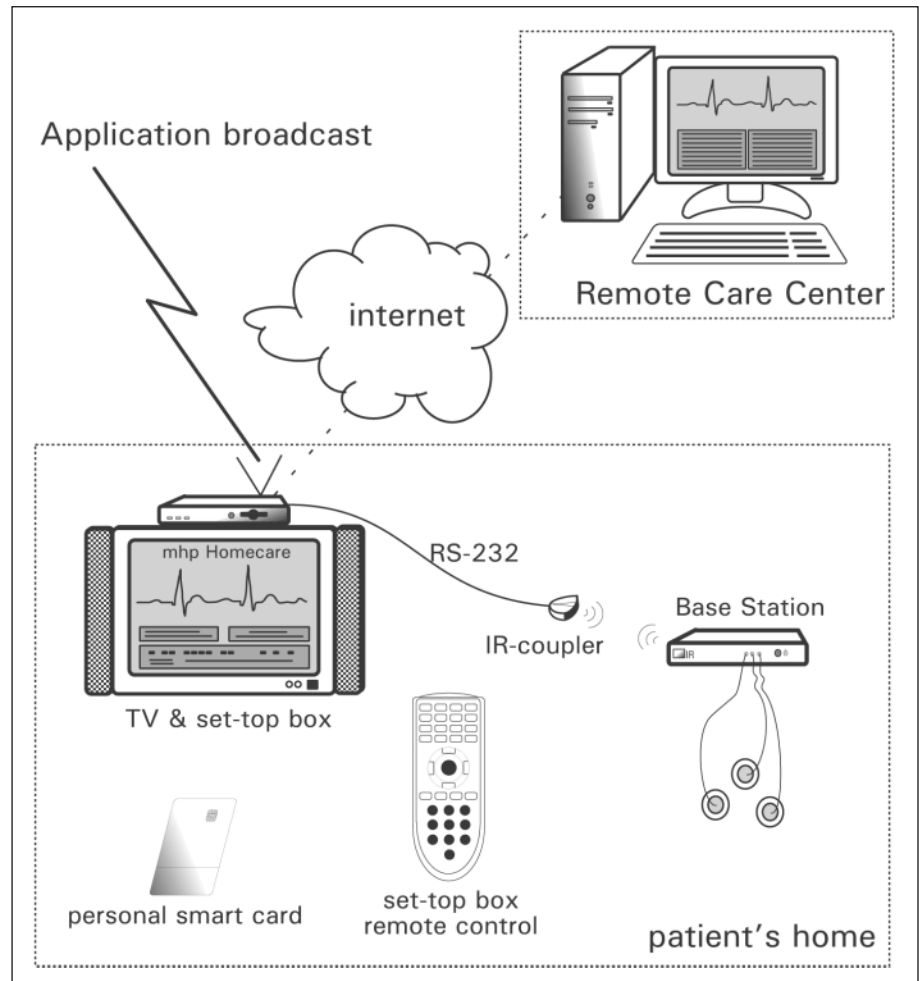 Application broadcast
internet
Remote Care Center
mhp Homecare
RS-232
IR-coupler
Base Station
IR
TV & set-top box
personal smart card
set-top box
remote control
patient's home